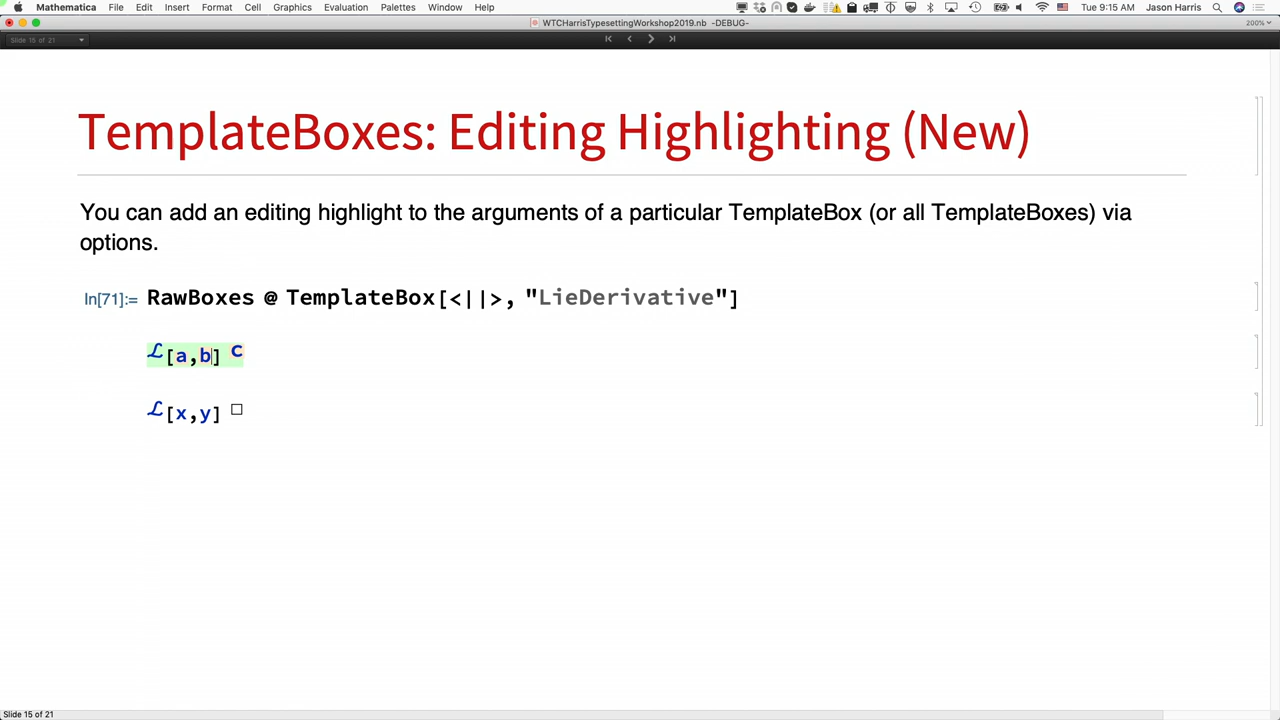 Mathematica File Edit Insert Format Cell Graphics Evaluation Palettes Window Help Tue 9:15 AM Jason Harris
WTCHarrisTypesettingWorkshop2019.nb -DEBUG- 200%
Slide 15 of 21
TemplateBoxes: Editing Highlighting (New)
You can add an editing highlight to the arguments of a particular TemplateBox (or all TemplateBoxes) via
options.
In[71]:= RawBoxes @ TemplateBox[<||>, "LieDerivative"]
ℒ[a,b] c
ℒ[x,y] □
Slide 15 of 21